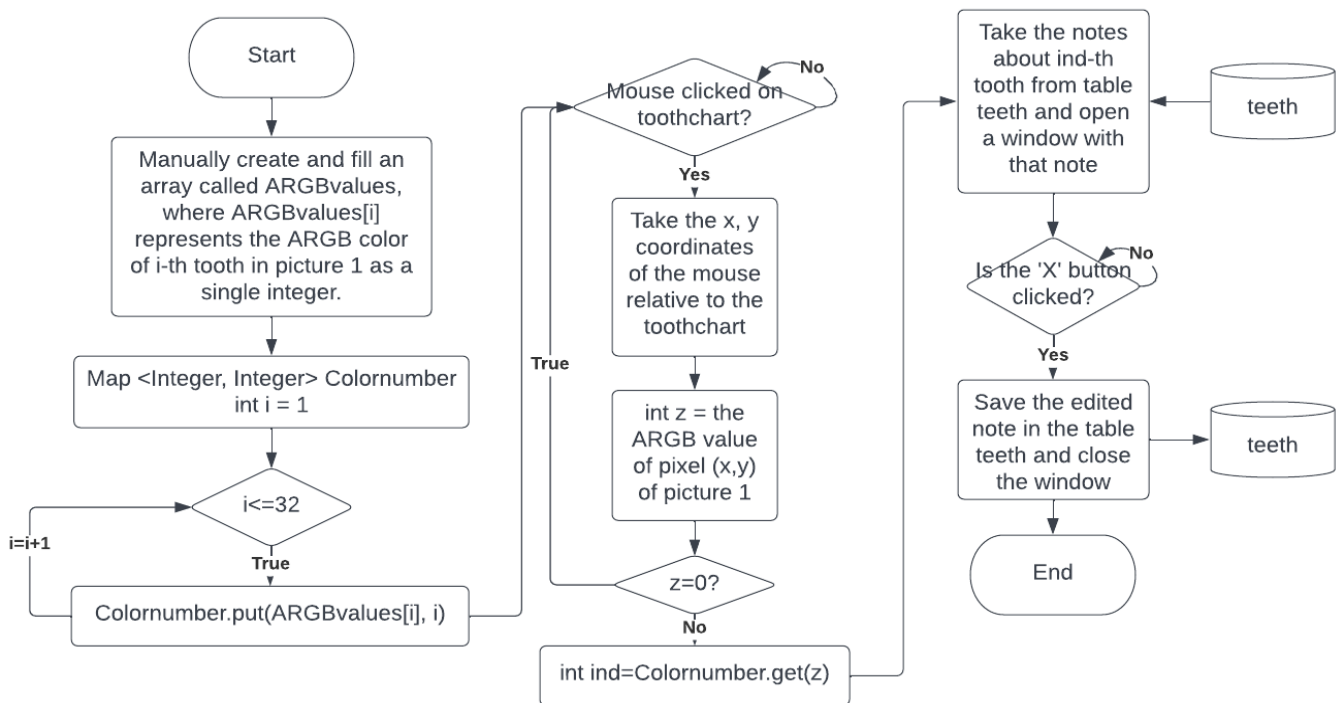 Start
Manually create and fill an
array called ARGBvalues,
where ARGBvalues[i]
represents the ARGB color
of i-th tooth in picture 1 as a
single integer.
Map <Integer, Integer> Colornumber
int i = 1
i<=32
i=i+1
True
Colornumber.put(ARGBvalues[i], i)
Mouse clicked on
toothchart?
No
Yes
Take the x, y
coordinates
of the mouse
relative to the
toothchart
True
int z = the
ARGB value
of pixel (x,y)
of picture 1
z=0?
No
int ind=Colornumber.get(z)
Take the notes
about ind-th
tooth from table
teeth and open
a window with
that note
teeth
Is the 'X' button
clicked?
No
Yes
Save the edited
note in the table
teeth and close
the window
teeth
End